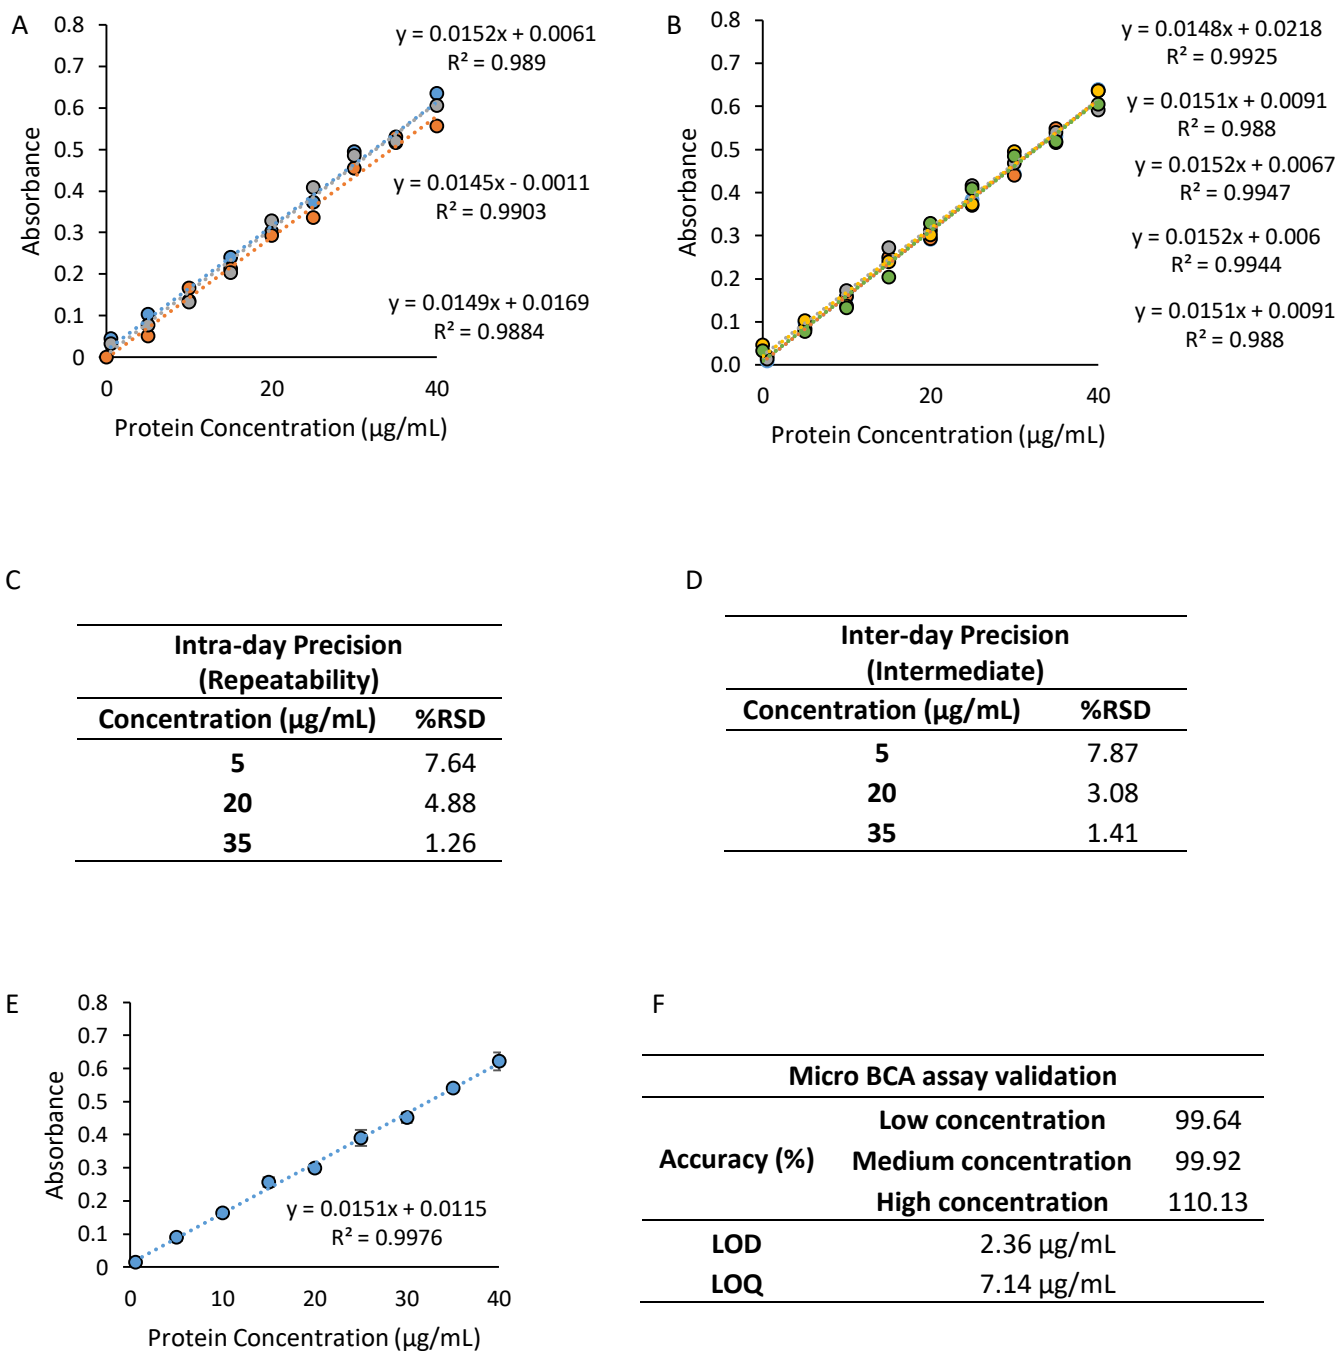 A
0.8
0.7
0.6
0.5
0.4
0.3
0.2
0.1
0
Absorbance
0
20
40
Protein Concentration (µg/mL)
y = 0.0152x + 0.0061
R² = 0.989
y = 0.0145x - 0.0011
R² = 0.9903
y = 0.0149x + 0.0169
R² = 0.9884
B
0.8
0.7
0.6
0.5
0.4
0.3
0.2
0.1
0.0
Absorbance
0
20
40
Protein Concentration (µg/mL)
y = 0.0148x + 0.0218
R² = 0.9925
y = 0.0151x + 0.0091
R² = 0.988
y = 0.0152x + 0.0067
R² = 0.9947
y = 0.0152x + 0.006
R² = 0.9944
y = 0.0151x + 0.0091
R² = 0.988
C
Intra-day Precision
(Repeatability)
Concentration (µg/mL) %RSD
5 7.64
20 4.88
35 1.26
D
Inter-day Precision
(Intermediate)
Concentration (µg/mL) %RSD
5 7.87
20 3.08
35 1.41
E
0.8
0.7
0.6
0.5
0.4
0.3
0.2
0.1
0
Absorbance
y = 0.0151x + 0.0115
R² = 0.9976
0
10
20
30
40
Protein Concentration (µg/mL)
F
Micro BCA assay validation
Accuracy (%)
Low concentration 99.64
Medium concentration 99.92
High concentration 110.13
LOD 2.36 µg/mL
LOQ 7.14 µg/mL